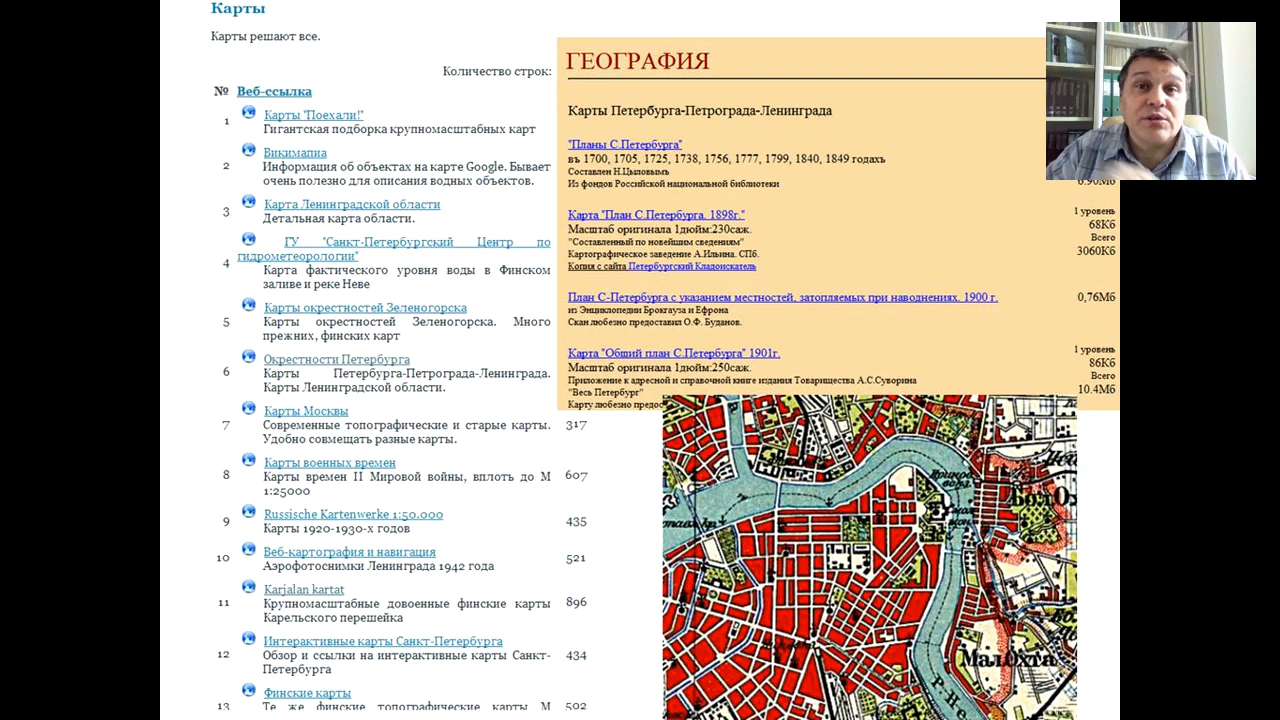 Карты
Карты решают все.
Количество строк:
№ Веб-ссылка
1 Карты "Поехали!"
Гигантская подборка крупномасштабных карт
2 Викимапиа
Информация об объектах на карте Google. Бывает
очень полезно для описания водных объектов.
3 Карта Ленинградской области
Детальная карта области.
4 ГУ "Санкт-Петербургский Центр по
гидрометеорологии"
Карта фактического уровня воды в Финском
заливе и реке Неве
5 Карты окрестностей Зеленогорска
Карты окрестностей Зеленогорска. Много
прежних, финских карт
6 Окрестности Петербурга
Карты Петербурга-Петрограда-Ленинграда.
Карты Ленинградской области.
7 Карты Москвы
Современные топографические и старые карты. 317
Удобно совмещать разные карты.
8 Карты военных времен
Карты времен II Мировой войны, вплоть до М 607
1:25000
9 Russische Kartenwerke 1:50.000 435
Карты 1920-1930-х годов
10 Веб-картография и навигация 521
Аэрофотоснимки Ленинграда 1942 года
11 Karjalan kartat
Крупномасштабные довоенные финские карты 896
Карельского перешейка
12 Интерактивные карты Санкт-Петербурга
Обзор и ссылки на интерактивные карты Санкт- 434
Петербурга
13 Финские карты
Те же финские топографические карты М 502
ГЕОГРАФИЯ
Карты Петербурга-Петрограда-Ленинграда
"Планы С.Петербурга"
въ 1700, 1705, 1725, 1738, 1756, 1777, 1799, 1840, 1849 годахъ
Составлен Н.Цыловымъ
Из фондов Российской национальной библиотеки 6.90Мб
Карта "План С.Петербурга. 1898г." 1 уровень
Масштаб оригинала 1дюйм:230саж. 68Кб
"Составленный по новейшим сведениям" Всего
Картографическое заведение А.Ильина. СПб. 3060Кб
Копия с сайта Петербургский Кладоискатель
План С-Петербурга с указанием местностей, затопляемых при наводнениях. 1900 г. 0,76Мб
из Энциклопедии Брокгауза и Ефрона
Скан любезно предоставил О.Ф. Буданов.
Карта "Общий план С.Петербурга" 1901г. 1 уровень
Масштаб оригинала 1дюйм:250саж. 86Кб
Приложение к адресной и справочной книге издания Товарищества А.С.Суворина Всего
"Весь Петербург" 10.4Мб
Карту любезно предос
МалОхта